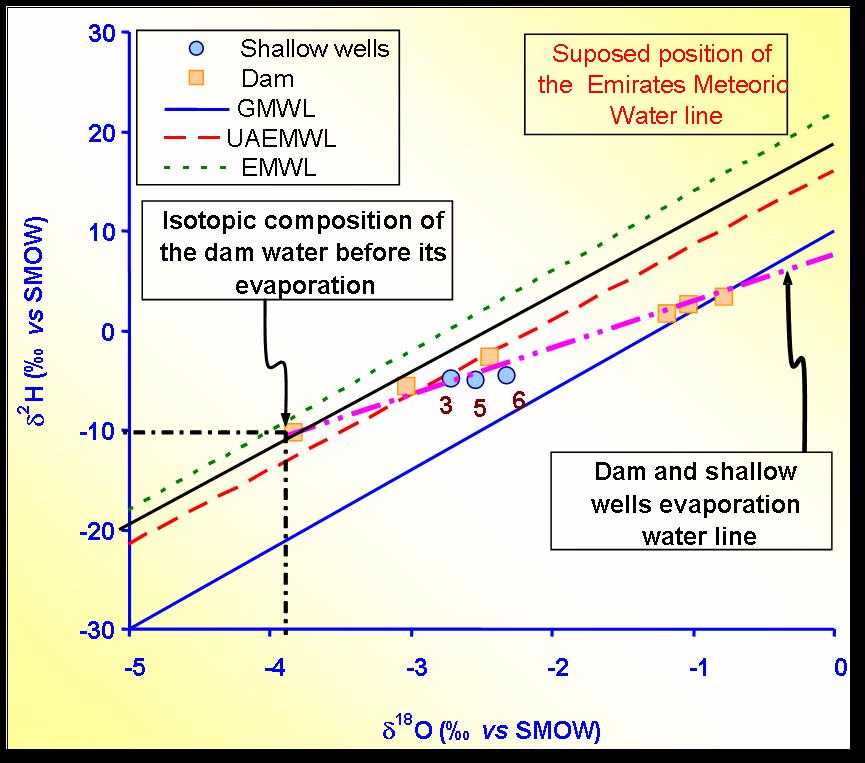 Shallow wells
Dam
GMWL
UAEMWL
EMWL
Suposed position of
the Emirates Meteoric
Water line
Isotopic composition of
the dam water before its
evaporation
Dam and shallow
wells evaporation
water line
3
5
6
30
20
10
0
-10
-20
-30
-5
-4
-3
-2
-1
0
δ²H (‰ vs SMOW)
δ¹⁸O (‰ vs SMOW)